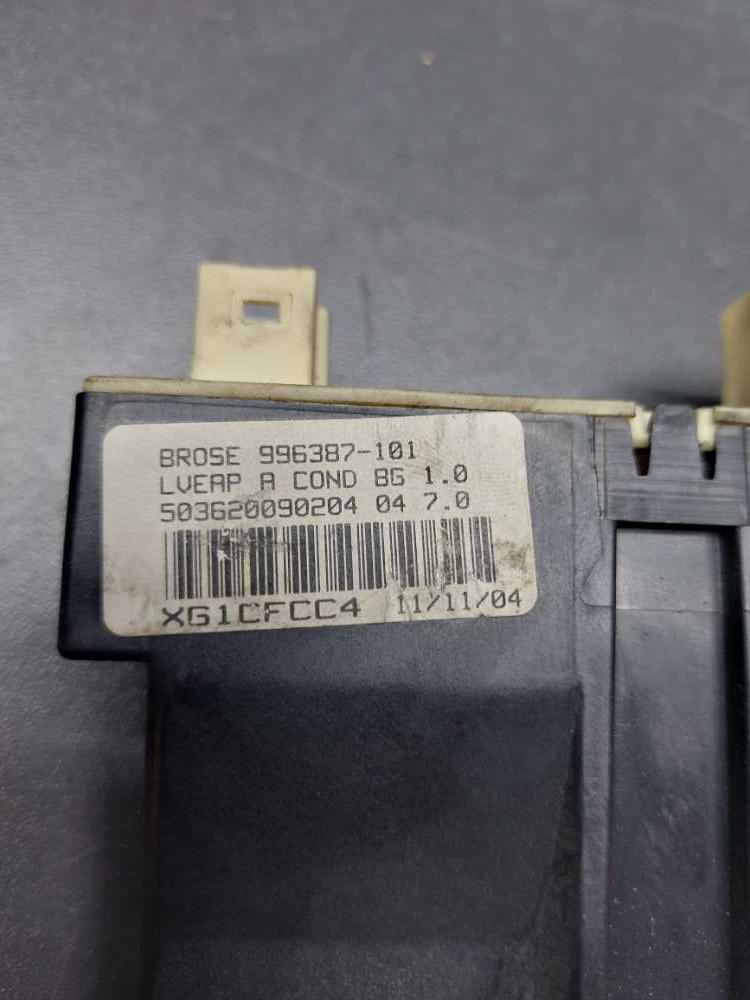 BROSE 996387-101
LVEAP A COND BG 1.0
503620090204 04 7.0
XG1CFCC4 11/11/04